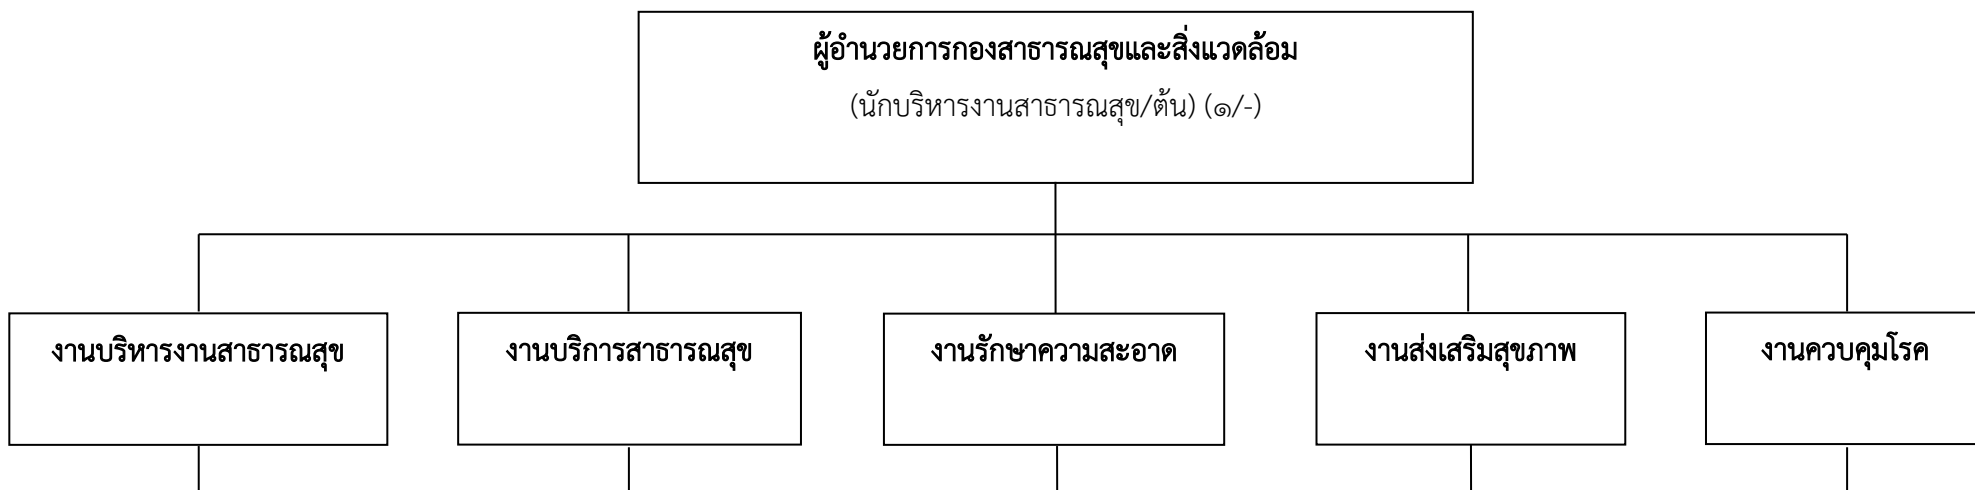 ผู้อำนวยการกองสาธารณสุขและสิ่งแวดล้อม
(นักบริหารงานสาธารณสุข/ต้น) (๑/-)
งานบริหารงานสาธารณสุข
งานบริการสาธารณสุข
งานรักษาความสะอาด
งานส่งเสริมสุขภาพ
งานควบคุมโรค